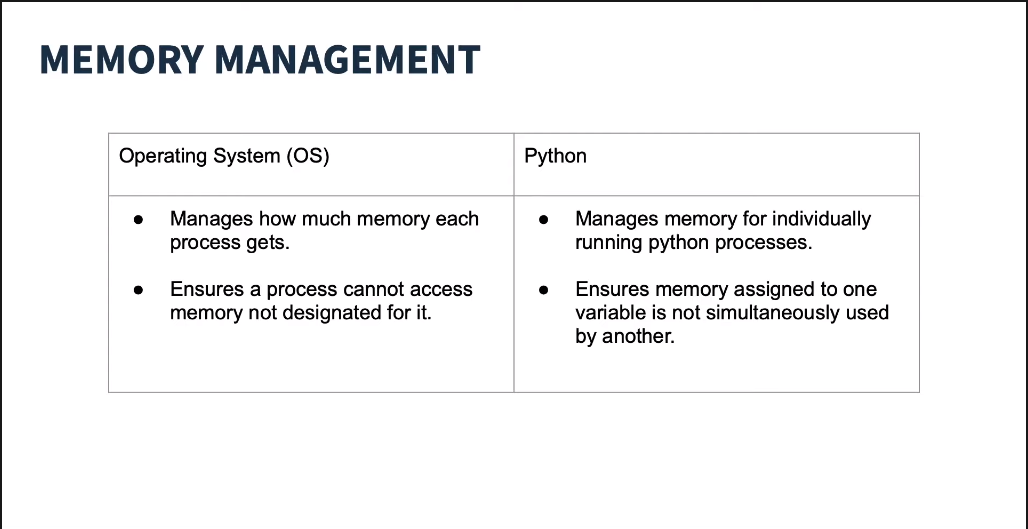 MEMORY MANAGEMENT
Operating System (OS)
● Manages how much memory each
process gets.
● Ensures a process cannot access
memory not designated for it.
Python
● Manages memory for individually
running python processes.
● Ensures memory assigned to one
variable is not simultaneously used
by another.